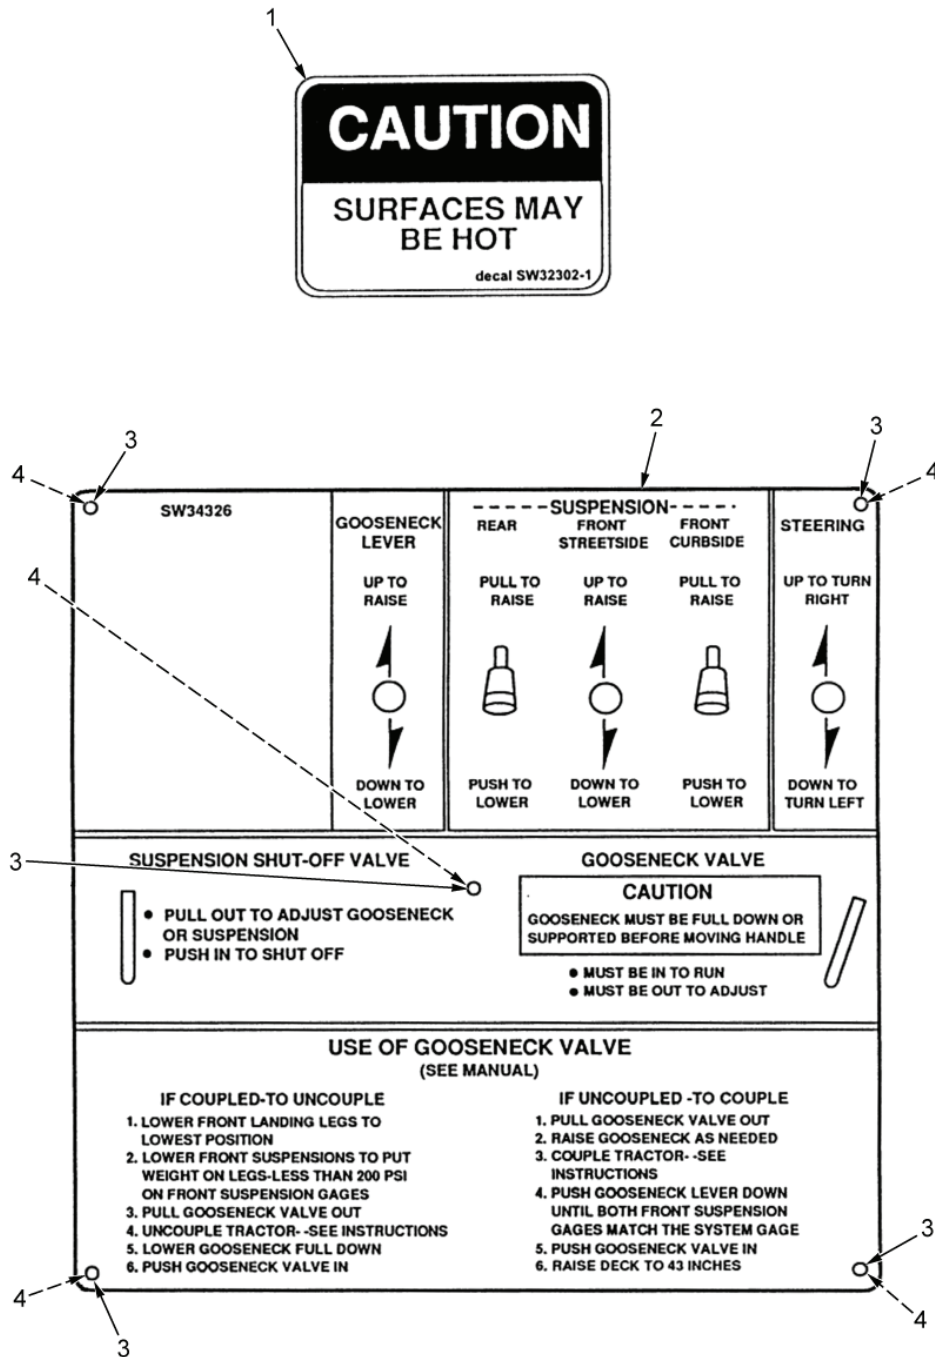 1
CAUTION
SURFACES MAY
BE HOT
decal SW32302-1
2
3
3
4
4
SW34326
GOOSENECK
LEVER
UP TO
RAISE
DOWN TO
LOWER
-----SUSPENSION-----
REAR
PULL TO
RAISE
PUSH TO
LOWER
FRONT
STREETSIDE
UP TO
RAISE
DOWN TO
LOWER
FRONT
CURBSIDE
PULL TO
RAISE
PUSH TO
LOWER
STEERING
UP TO TURN
RIGHT
DOWN TO
TURN LEFT
4
3
SUSPENSION SHUT-OFF VALVE
• PULL OUT TO ADJUST GOOSENECK
OR SUSPENSION
• PUSH IN TO SHUT OFF
GOOSENECK VALVE
CAUTION
GOOSENECK MUST BE FULL DOWN OR
SUPPORTED BEFORE MOVING HANDLE
• MUST BE IN TO RUN
• MUST BE OUT TO ADJUST
USE OF GOOSENECK VALVE
(SEE MANUAL)
IF COUPLED-TO UNCOUPLE
1. LOWER FRONT LANDING LEGS TO
LOWEST POSITION
2. LOWER FRONT SUSPENSIONS TO PUT
WEIGHT ON LEGS-LESS THAN 200 PSI
ON FRONT SUSPENSION GAGES
3. PULL GOOSENECK VALVE OUT
4. UNCOUPLE TRACTOR- -SEE INSTRUCTIONS
5. LOWER GOOSENECK FULL DOWN
6. PUSH GOOSENECK VALVE IN
IF UNCOUPLED -TO COUPLE
1. PULL GOOSENECK VALVE OUT
2. RAISE GOOSENECK AS NEEDED
3. COUPLE TRACTOR- -SEE
INSTRUCTIONS
4. PUSH GOOSENECK LEVER DOWN
UNTIL BOTH FRONT SUSPENSION
GAGES MATCH THE SYSTEM GAGE
5. PUSH GOOSENECK VALVE IN
6. RAISE DECK TO 43 INCHES
3
4
4
3